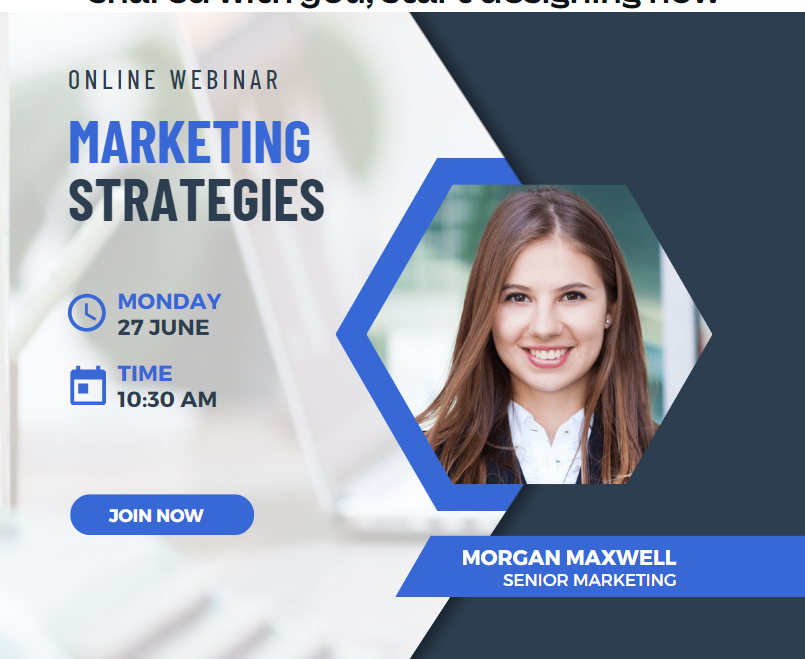 shared with you, start designing now
ONLINE WEBINAR
MARKETING
STRATEGIES
MONDAY
27 JUNE
TIME
10:30 AM
JOIN NOW
MORGAN MAXWELL
SENIOR MARKETING